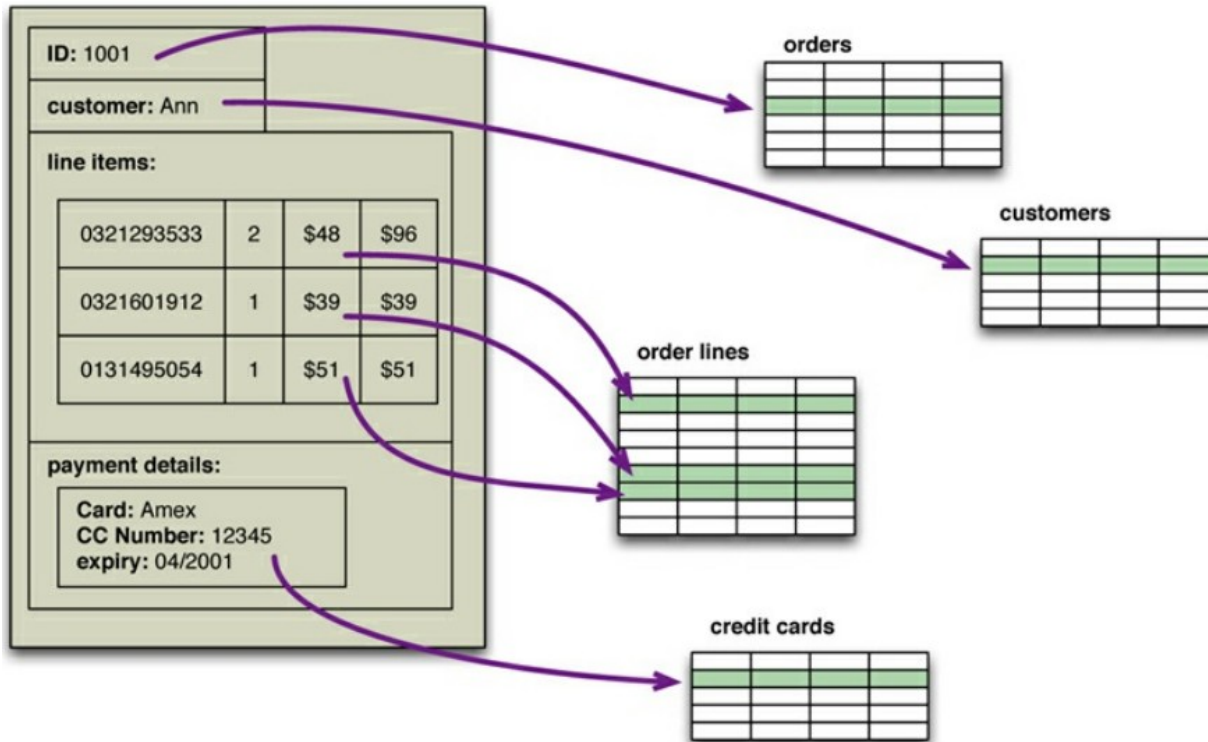 ID: 1001
customer: Ann
line items:
0321293533 2 $48 $96
0321601912 1 $39 $39
0131495054 1 $51 $51
payment details:
Card: Amex
CC Number: 12345
expiry: 04/2001
orders
customers
order lines
credit cards